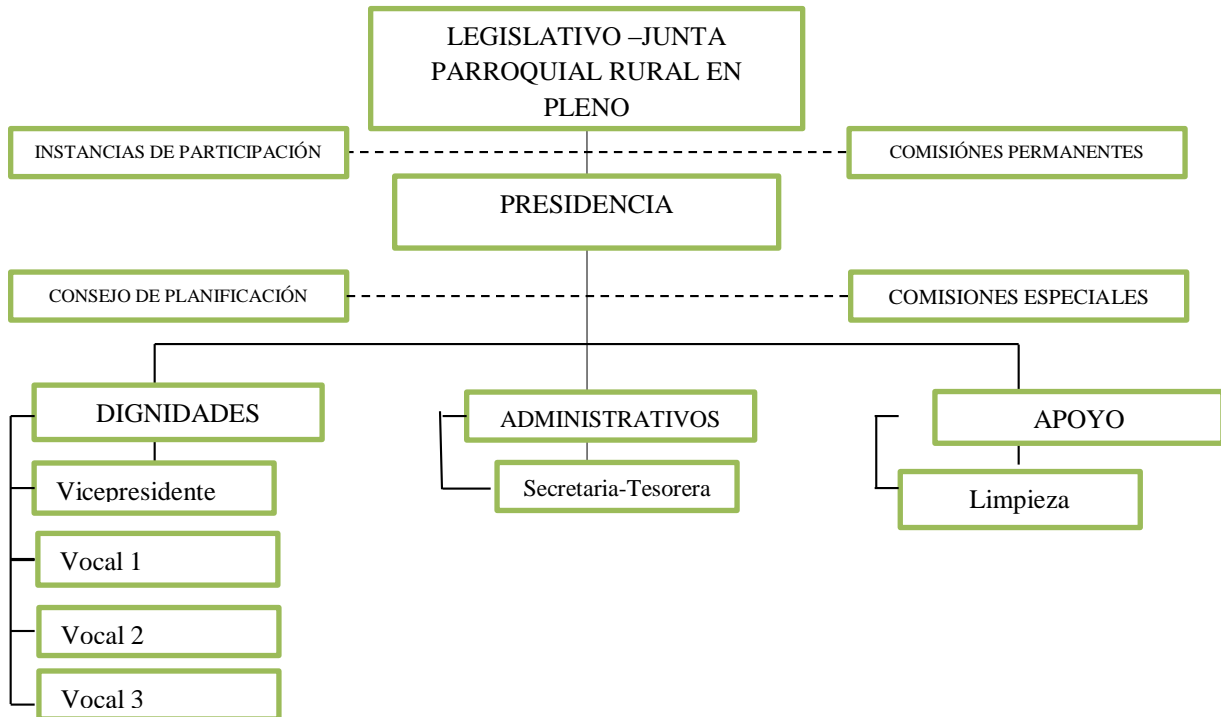 LEGISLATIVO –JUNTA
PARROQUIAL RURAL EN
PLENO
INSTANCIAS DE PARTICIPACIÓN
COMISIÓNES PERMANENTES
PRESIDENCIA
CONSEJO DE PLANIFICACIÓN
COMISIONES ESPECIALES
DIGNIDADES
ADMINISTRATIVOS
APOYO
Vicepresidente
Secretaria-Tesorera
Limpieza
Vocal 1
Vocal 2
Vocal 3